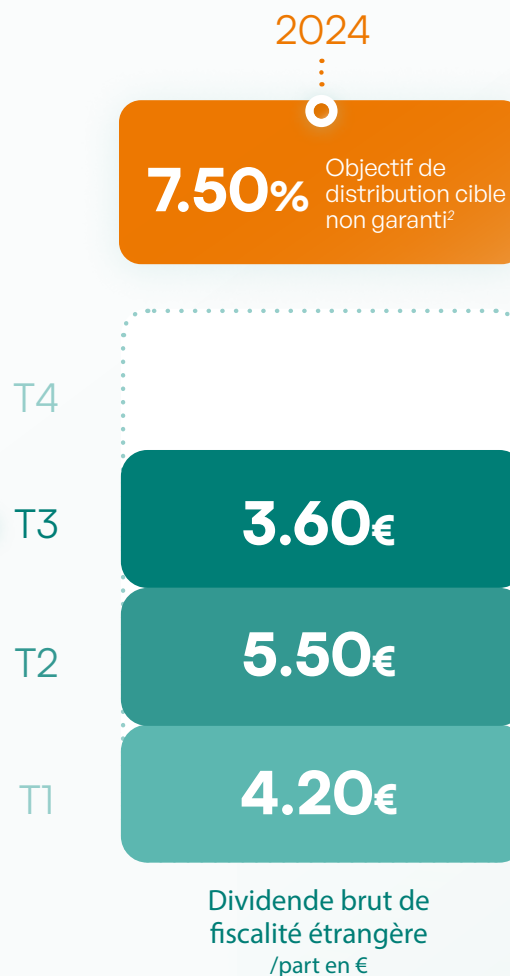 2024
7.50%
Objectif de
distribution cible
non garanti²
T4
T3
3.60€
T2
5.50€
T1
4.20€
Dividende brut de
fiscalité étrangère
/part en €